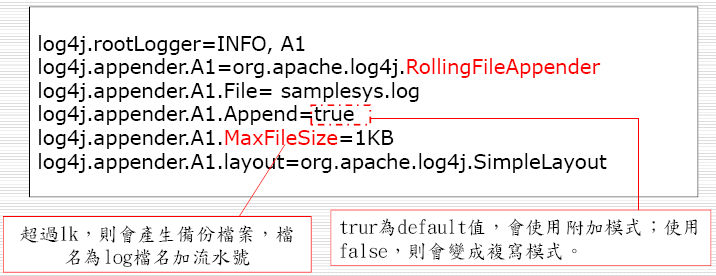 log4j.rootLogger=INFO, A1
log4j.appender.A1=org.apache.log4j.RollingFileAppender
log4j.appender.A1.File= samplesys.log
log4j.appender.A1.Append=true
log4j.appender.A1.MaxFileSize=1KB
log4j.appender.A1.layout=org.apache.log4j.SimpleLayout
超過1k，則會產生備份檔案，檔
名為log檔名加流水號
trur為default值，會使用附加模式；使用
false，則會變成複寫模式。